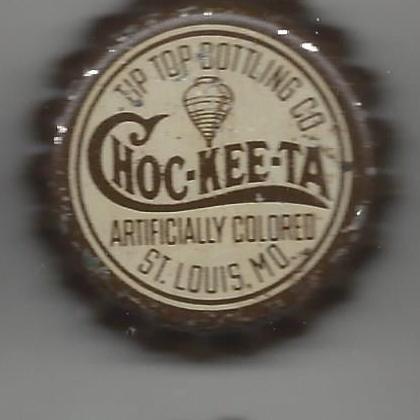 TIP TOP BOTTLING CO.
CHOC-KEE-TA
ARTIFICIALLY COLORED
ST. LOUIS, MO.